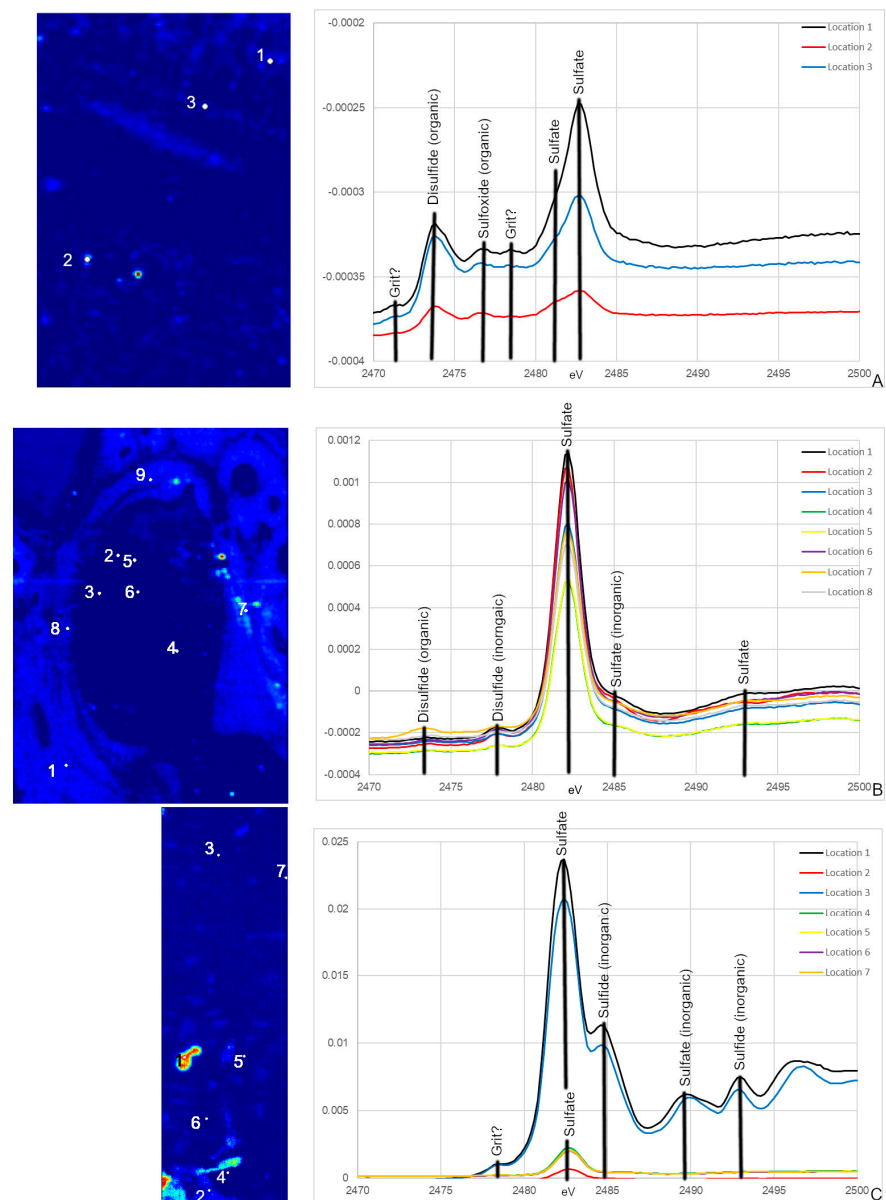 1
3
2
-0.0002
-0.00025
-0.0003
-0.00035
-0.0004
2470
2475
2480
2485
2490
2495
2500
eV
Grit?
Disulfide (organic)
Sulfoxide (organic)
Grit?
Sulfate
Sulfate
Location 1
Location 2
Location 3
A
9
2
5
3
6
8
7
4
1
0.0012
0.001
0.0008
0.0006
0.0004
0.0002
0
-0.0002
-0.0004
2470
2475
2480
2485
2490
2495
2500
eV
Disulfide (organic)
Disulfide (inorngaic)
Sulfate
Sulfate (inorganic)
Sulfate
Location 1
Location 2
Location 3
Location 4
Location 5
Location 6
Location 7
Location 8
B
3
7
1
5
6
4
2
0.025
0.02
0.015
0.01
0.005
0
2470
2475
2480
2485
2490
2495
2500
eV
Grit?
Sulfate
Sulfate
Sulfide (inorganic)
Sulfate (inorganic)
Sulfide (inorganic)
Location 1
Location 2
Location 3
Location 4
Location 5
Location 6
Location 7
C